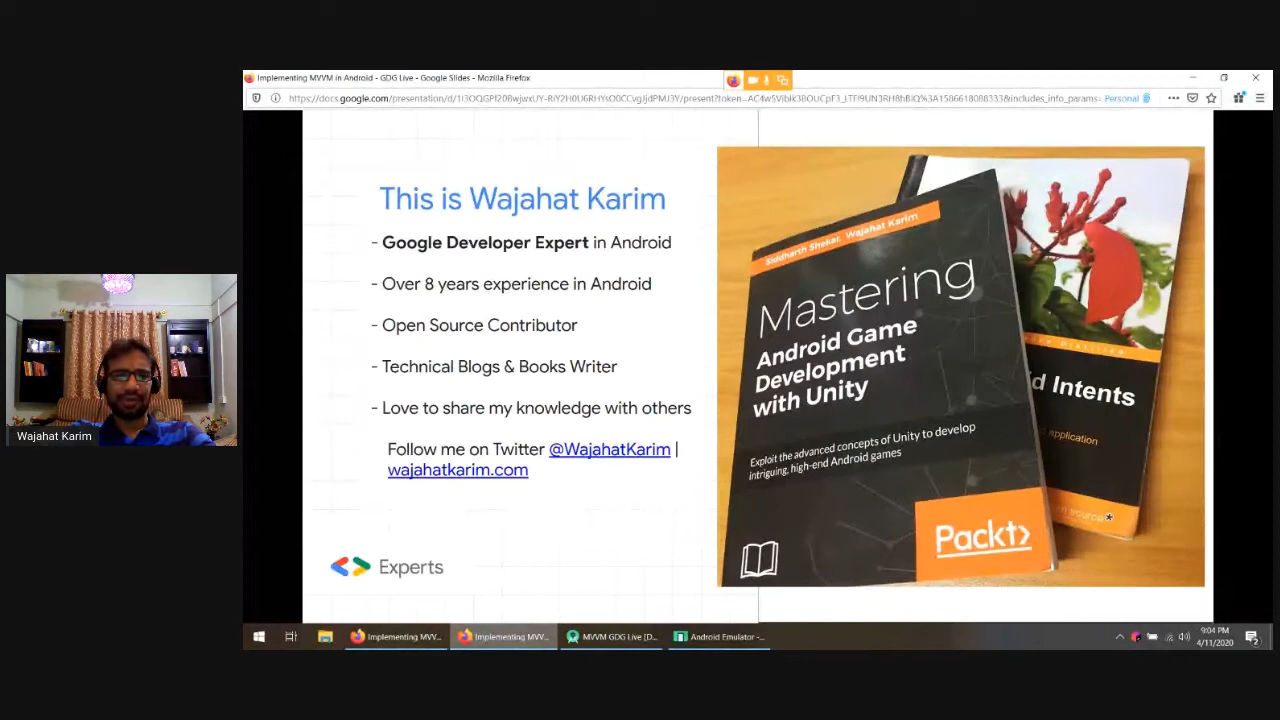 Implementing MVVM in Android - GDG Live - Google Slides - Mozilla Firefox
Personal
This is Wajahat Karim
- Google Developer Expert in Android
- Over 8 years experience in Android
- Open Source Contributor
- Technical Blogs & Books Writer
- Love to share my knowledge with others
Follow me on Twitter @WajahatKarim |
wajahatkarim.com
Experts
Siddharth Shekar, Wajahat Karim
Mastering
Android Game
Development
with Unity
Exploit the advanced concepts of Unity to develop
intriguing, high-end Android games
Packt>
d Intents
application
Wajahat Karim
Implementing MVV...
Implementing MVV...
MVVM GDG Live [D...
Android Emulator -...
9:04 PM
4/11/2020